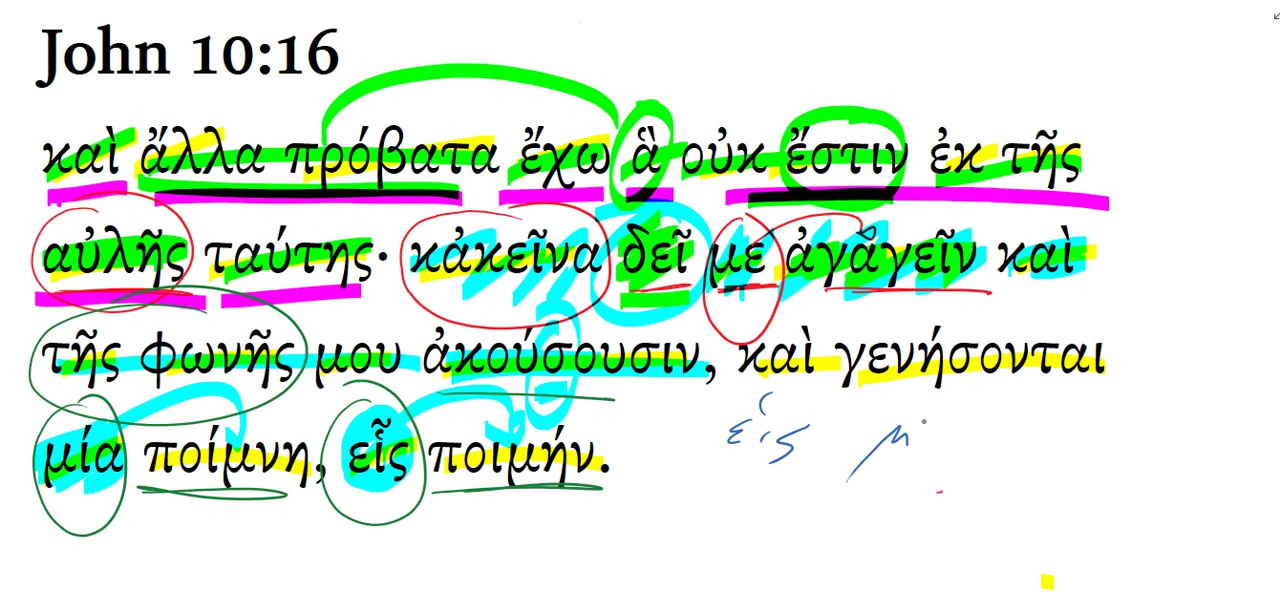 John 10:16
καὶ ἄλλα πρόβατα ἔχω ἃ οὐκ ἔστιν ἐκ τῆς
αὐλῆς ταύτης· κἀκεῖνα δεῖ με ἀγαγεῖν καὶ
τῆς φωνῆς μου ἀκούσουσιν, καὶ γενήσονται
μία ποίμνη, εἷς ποιμήν.
εἱς μ